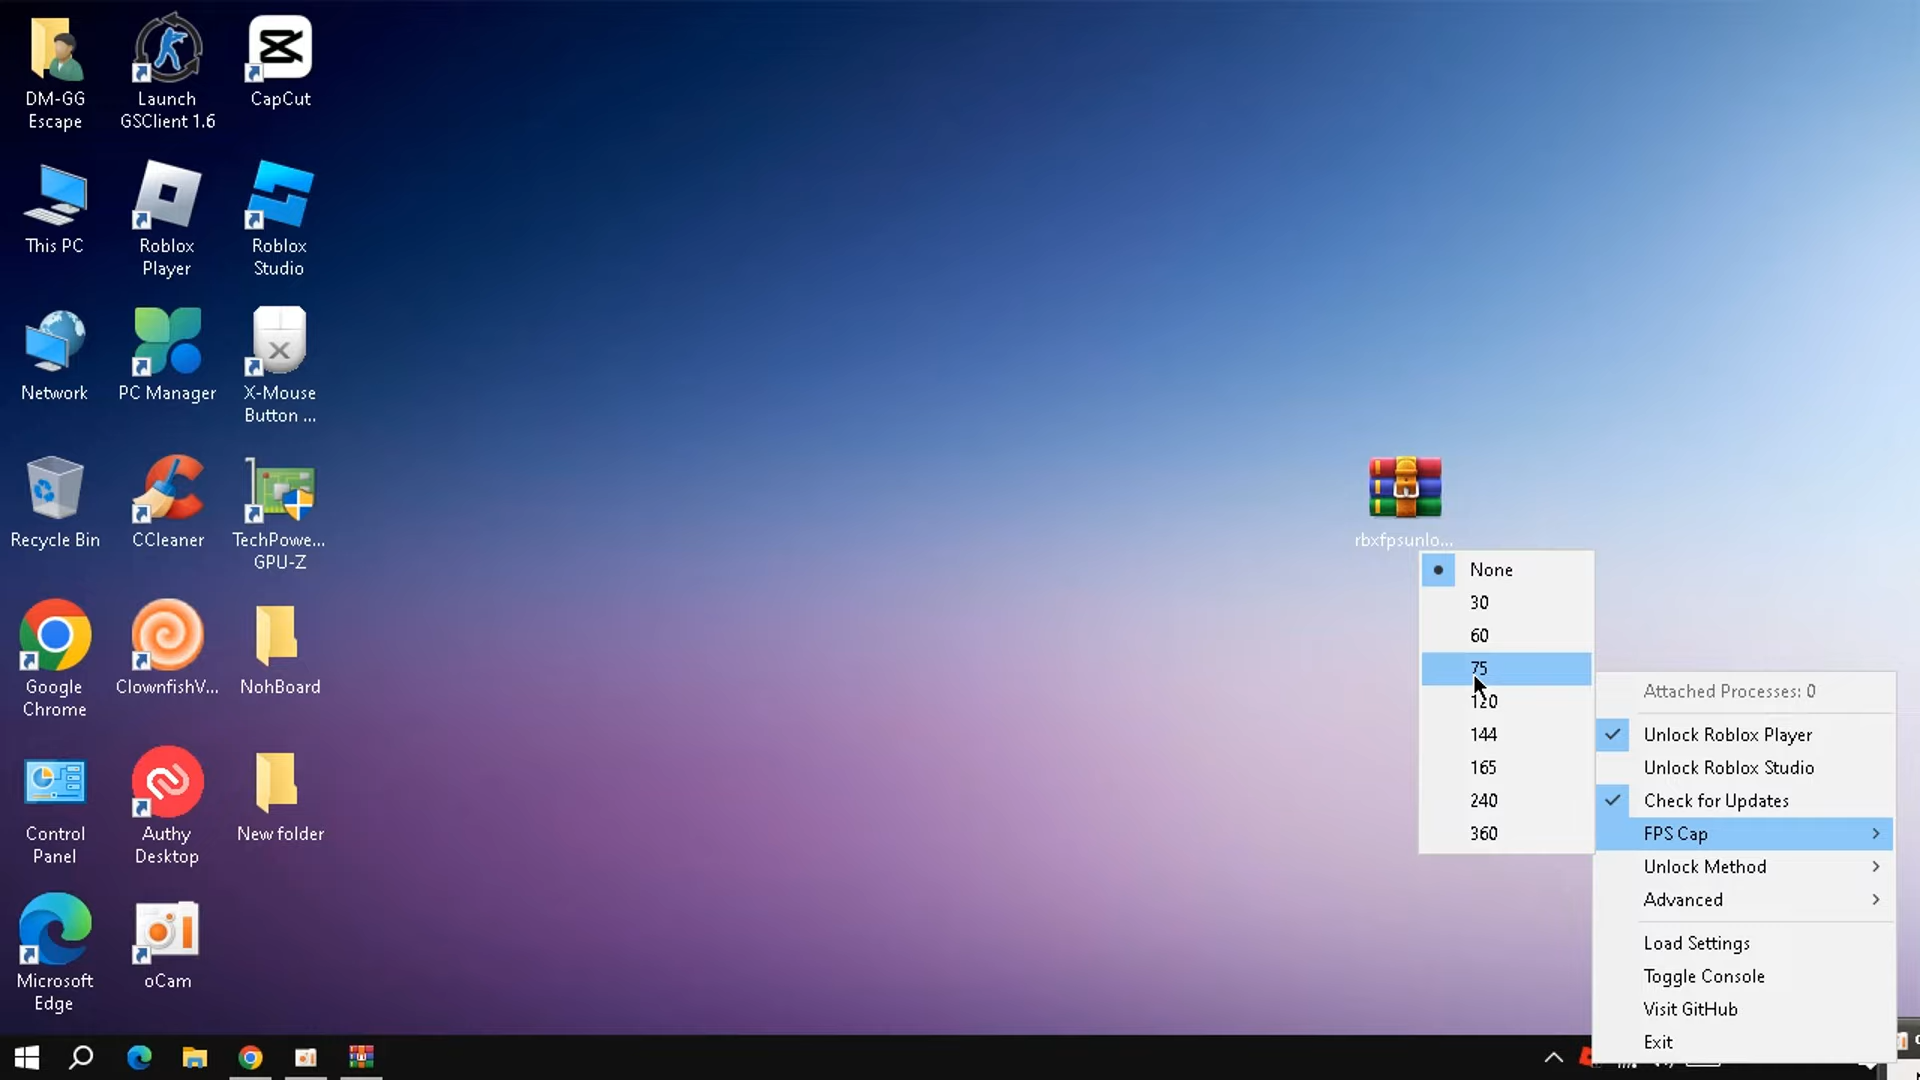 DM-GG
Escape
Launch
GSClient 1.6
CapCut
This PC
Roblox
Player
Roblox
Studio
Network
PC Manager
X-Mouse
Button ...
Recycle Bin
CCleaner
TechPowe...
GPU-Z
Google
Chrome
ClownfishV...
NohBoard
Control
Panel
Authy
Desktop
New folder
Microsoft
Edge
oCam
rbxfpsunlo...
None
30
60
75
120
144
165
240
360
Attached Processes: 0
Unlock Roblox Player
Unlock Roblox Studio
Check for Updates
FPS Cap
Unlock Method
Advanced
Load Settings
Toggle Console
Visit GitHub
Exit